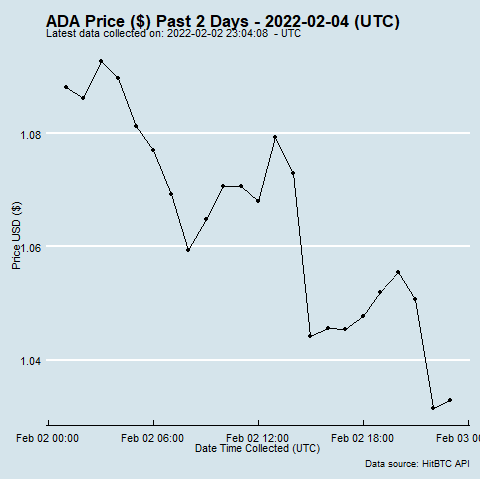 ADA Price ($) Past 2 Days - 2022-02-04 (UTC)
Latest data collected on: 2022-02-02 23:04:08 - UTC
1.08
1.06
1.04
Price USD ($)
Feb 02 00:00 Feb 02 06:00 Feb 02 12:00 Feb 02 18:00 Feb 03 0
Date Time Collected (UTC)
Data source: HitBTC API